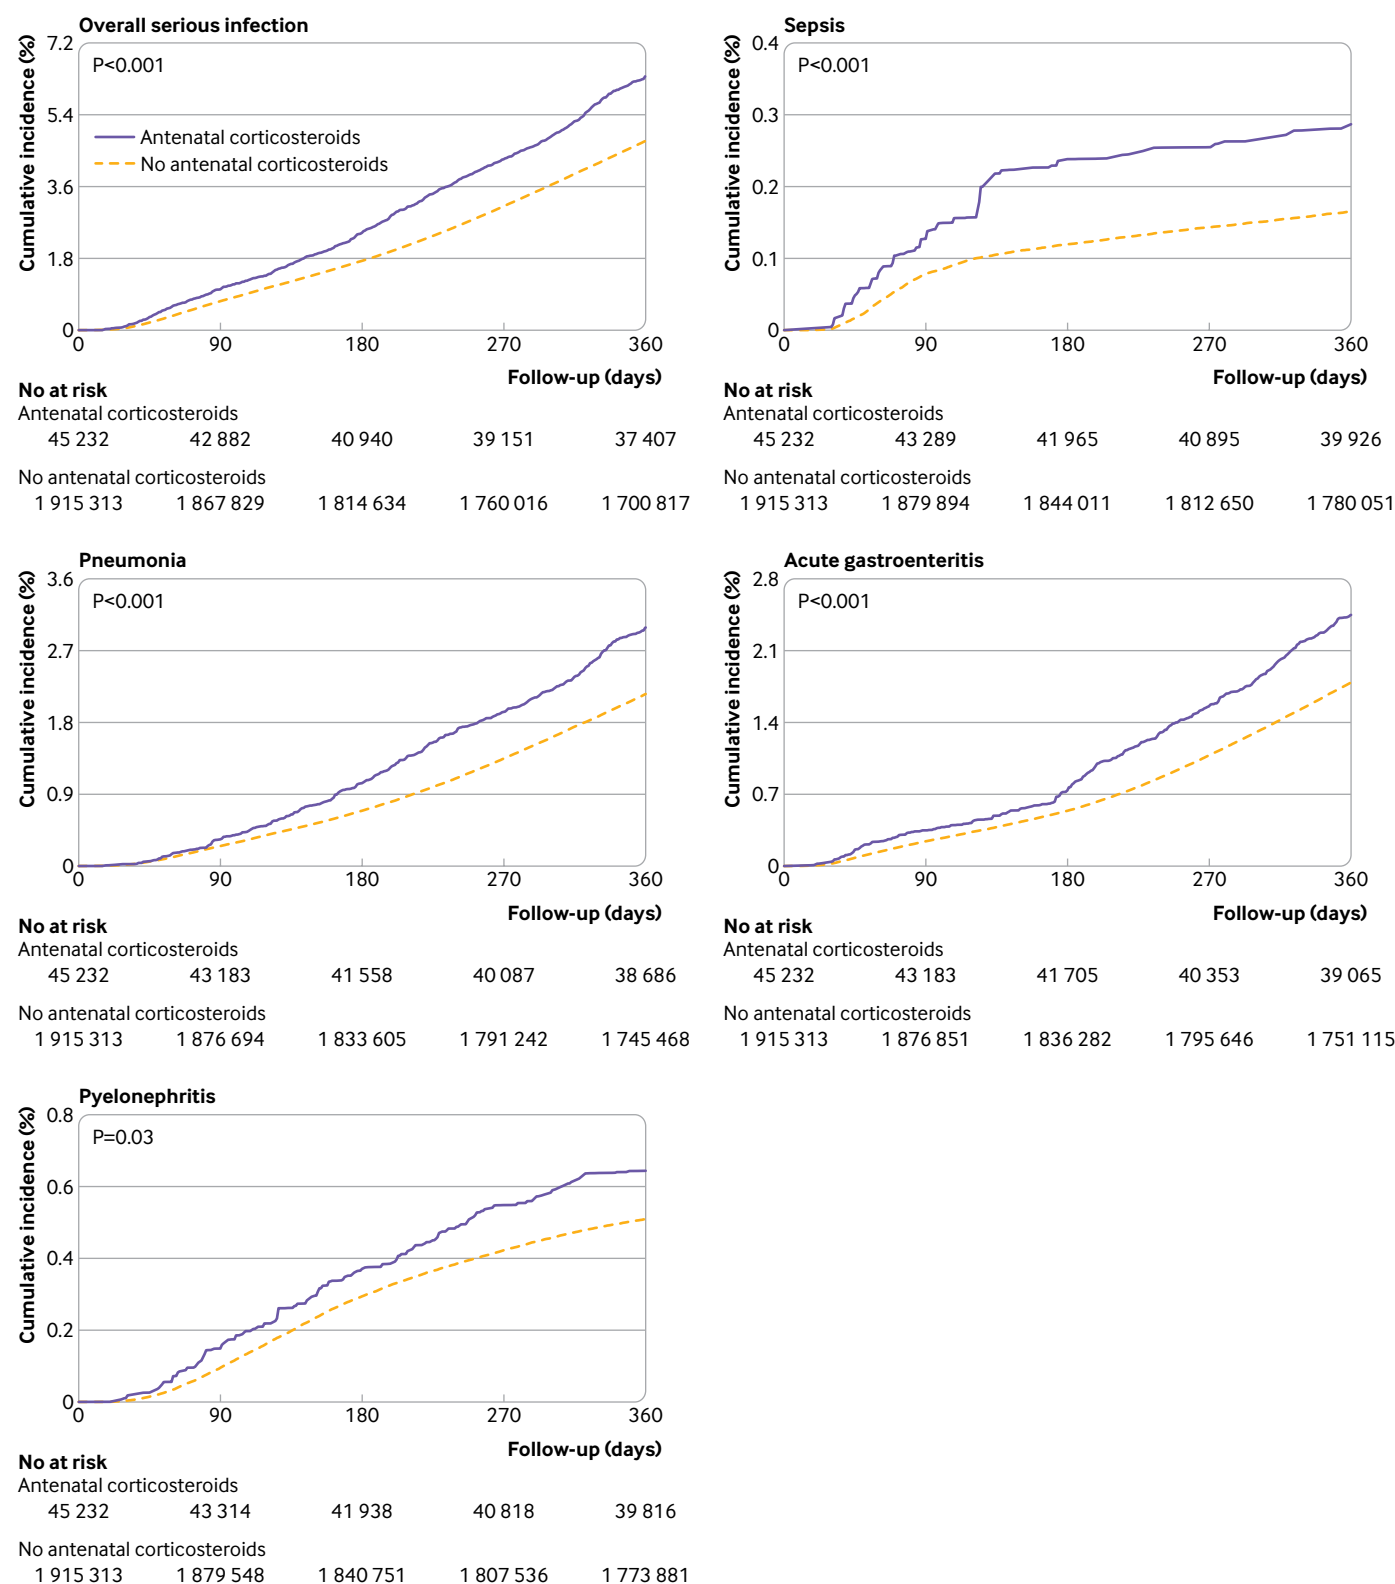 Overall serious infection
Cumulative incidence (%)
7.2
5.4
3.6
1.8
0
P<0.001
Antenatal corticosteroids
No antenatal corticosteroids
0 90 180 270 360
Follow-up (days)
No at risk
Antenatal corticosteroids
45 232 42 882 40 940 39 151 37 407
No antenatal corticosteroids
1 915 313 1 867 829 1 814 634 1 760 016 1 700 817
Sepsis
Cumulative incidence (%)
0.4
0.3
0.2
0.1
0
P<0.001
0 90 180 270 360
Follow-up (days)
No at risk
Antenatal corticosteroids
45 232 43 289 41 965 40 895 39 926
No antenatal corticosteroids
1 915 313 1 879 894 1 844 011 1 812 650 1 780 051
Pneumonia
Cumulative incidence (%)
3.6
2.7
1.8
0.9
0
P<0.001
0 90 180 270 360
Follow-up (days)
No at risk
Antenatal corticosteroids
45 232 43 183 41 558 40 087 38 686
No antenatal corticosteroids
1 915 313 1 876 694 1 833 605 1 791 242 1 745 468
Acute gastroenteritis
Cumulative incidence (%)
2.8
2.1
1.4
0.7
0
P<0.001
0 90 180 270 360
Follow-up (days)
No at risk
Antenatal corticosteroids
45 232 43 183 41 705 40 353 39 065
No antenatal corticosteroids
1 915 313 1 876 851 1 836 282 1 795 646 1 751 115
Pyelonephritis
Cumulative incidence (%)
0.8
0.6
0.4
0.2
0
P=0.03
0 90 180 270 360
Follow-up (days)
No at risk
Antenatal corticosteroids
45 232 43 314 41 938 40 818 39 816
No antenatal corticosteroids
1 915 313 1 879 548 1 840 751 1 807 536 1 773 881